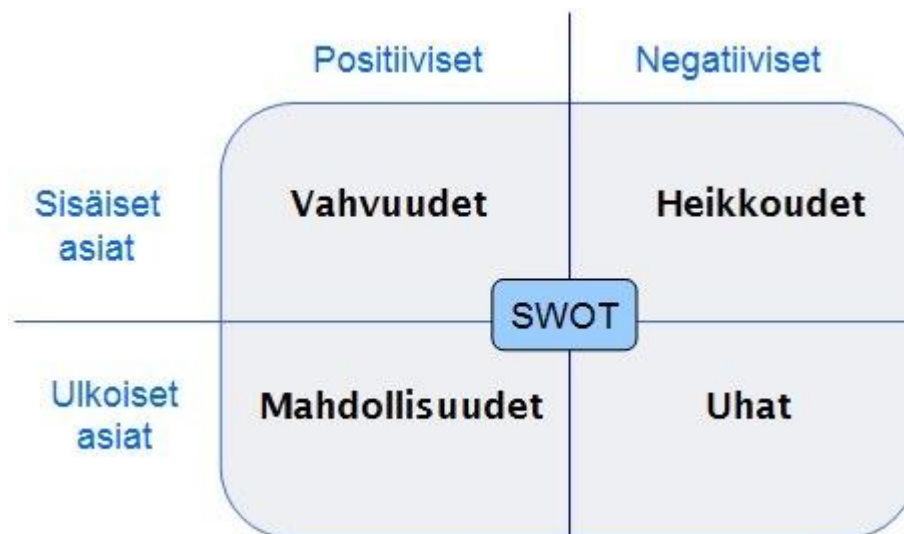 Positiiviset
Negatiiviset
Sisäiset
asiat
Vahvuudet
Heikkoudet
SWOT
Ulkoiset
asiat
Mahdollisuudet
Uhat